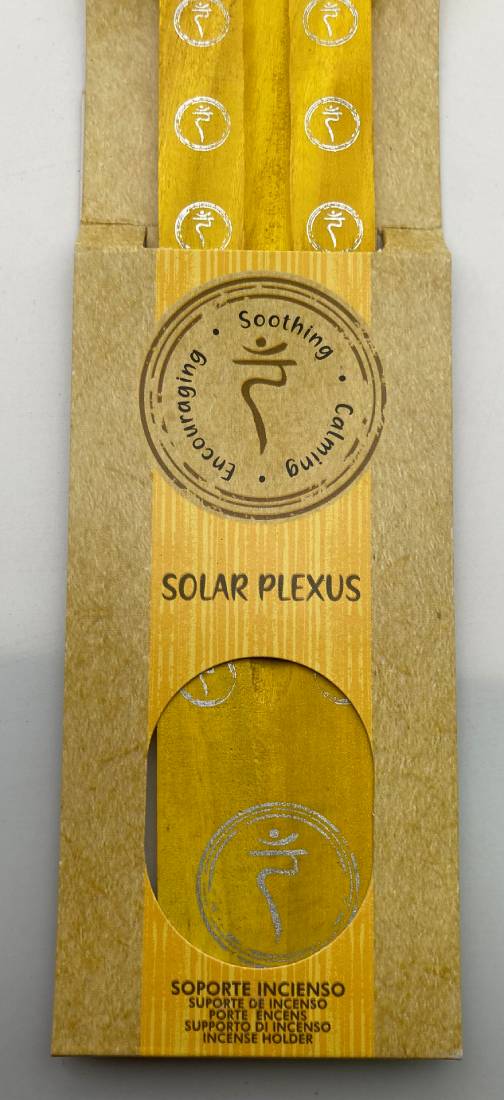 Soothing • Calming • Encouraging •
SOLAR PLEXUS
SOPORTE INCIENSO
SUPORTE DE INCENSO
PORTE ENCENS
SUPPORTO DI INCENSO
INCENSE HOLDER